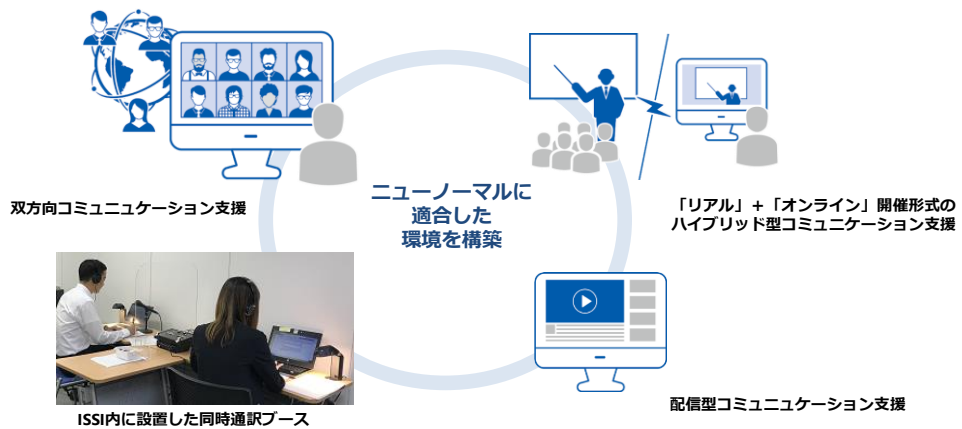 双方向コミュニュケーション支援
ニューノーマルに
適合した
環境を構築
「リアル」+「オンライン」開催形式の
ハイブリッド型コミュニケーション支援
ISSI内に設置した同時通訳ブース
配信型コミュニュケーション支援